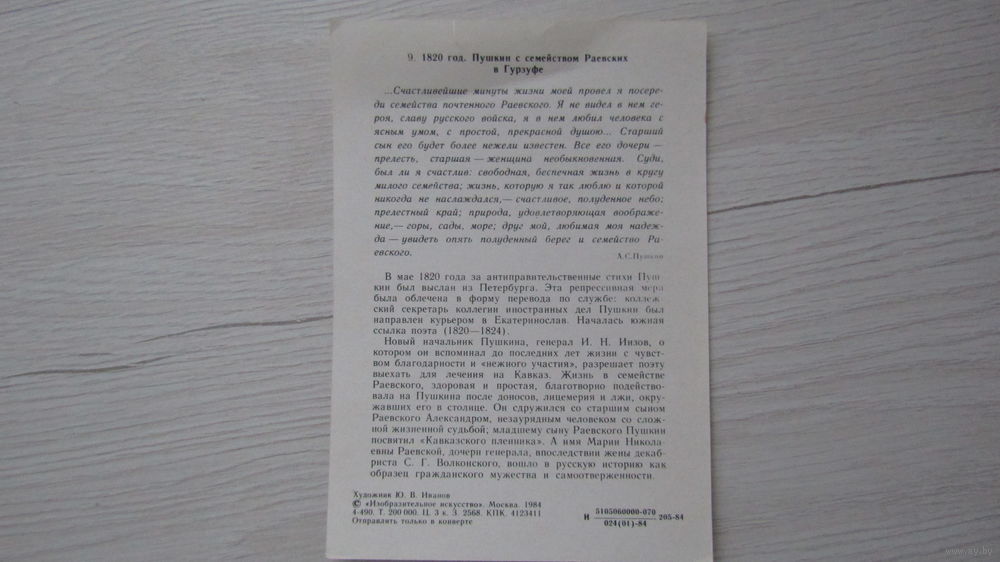 9. 1820 год. Пушкин с семейством Раевских
в Гурзуфе
...Счастливейшие минуты жизни моей провел я посере-
ди семейства почтенного Раевского. Я не видел в нем ге-
роя, славу русского войска, я в нем любил человека с
ясным умом, с простой, прекрасной душою... Старший
сын его будет более нежели известен. Все его дочери —
прелесть, старшая — женщина необыкновенная. Суди,
был ли я счастлив: свободная, беспечная жизнь в кругу
милого семейства; жизнь, которую я так люблю и которой
никогда не наслаждался,— счастливое, полуденное небо;
прелестный край; природа, удовлетворяющая воображе-
ние,— горы, сады, море; друг мой, любимая моя надеж-
да — увидеть опять полуденный берег и семейство Ра-
евского.
А.С.Пушкин
В мае 1820 года за антиправительственные стихи Пуш
кин был выслан из Петербурга. Эта репрессивная мера
была облечена в форму перевода по службе: коллеж
ский секретарь коллегии иностранных дел Пушкин был
направлен курьером в Екатеринослав. Началась южная
ссылка поэта (1820—1824).
Новый начальник Пушкина, генерал И. Н. Инзов, о
котором он вспоминал до последних лет жизни с чувст-
вом благодарности и «нежного участия», разрешает поэту
выехать для лечения на Кавказ. Жизнь в семействе
Раевского, здоровая и простая, благотворно подейство-
вала на Пушкина после доносов, лицемерия и лжи, окру-
жавших его в столице. Он сдружился со старшим сыном
Раевского Александром, незаурядным человеком со слож-
ной жизненной судьбой; младшему сыну Раевского Пушкин
посвятил «Кавказского пленника». А имя Марии Никола-
евны Раевской, дочери генерала, впоследствии жены декаб-
риста С. Г. Волконского, вошло в русскую историю как
образец гражданского мужества и самоотверженности.
Художник Ю. В. Иванов
© «Изобразительное искусство». Москва. 1984
4-490. Т. 200 000. Ц. 3 к. З. 2568. КПК. 4123411
Отправлять только в конверте
И 5105060000-070 205-84
024(01)-84
www.ay.by